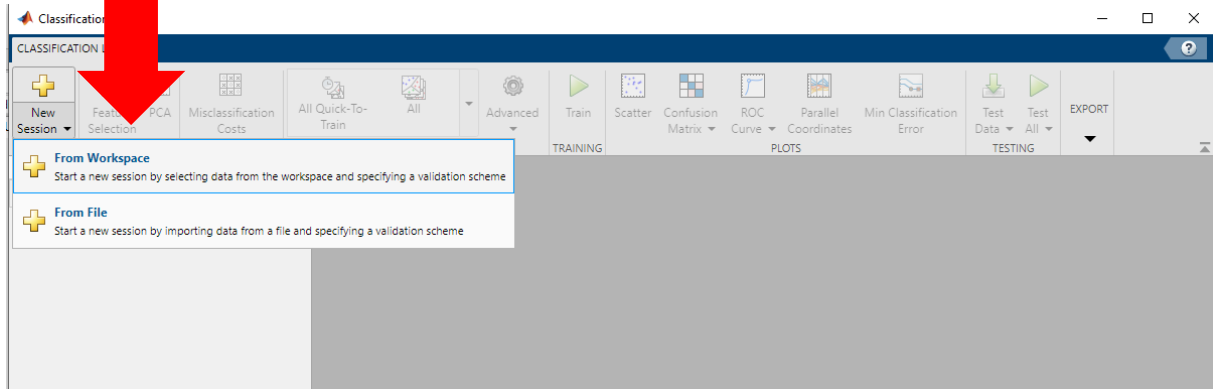 Classification
CLASSIFICATION L
New
Session
Selection
PCA
Misclassification
Costs
All Quick-To-
Train
All
Advanced
Train
Scatter
Confusion
Matrix
ROC
Curve
Parallel
Coordinates
Min Classification
Error
Test
Data
Test
All
EXPORT
TRAINING
PLOTS
TESTING
From Workspace
Start a new session by selecting data from the workspace and specifying a validation scheme
From File
Start a new session by importing data from a file and specifying a validation scheme